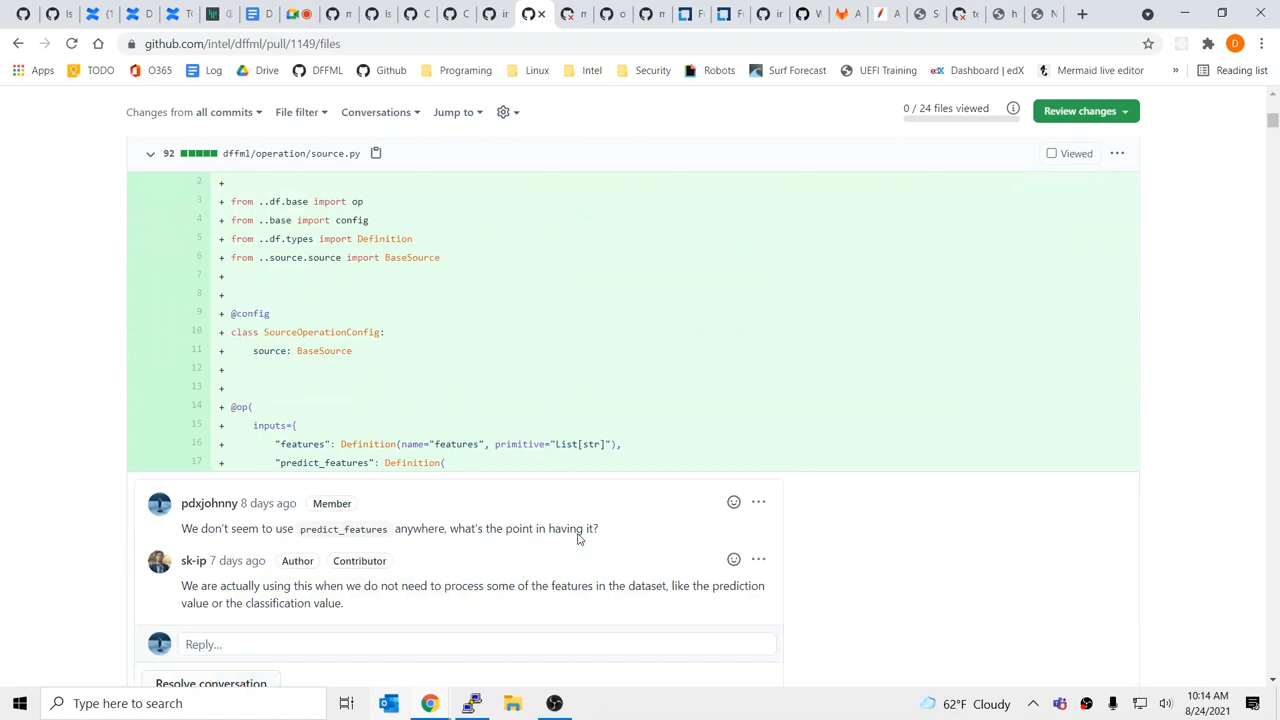 github.com/intel/dffml/pull/1149/files
Apps TODO O365 Log Drive DFFML Github Programing Linux Intel Security Robots Surf Forecast UEFI Training Dashboard | edX Mermaid live editor » Reading list
Changes from all commits File filter Conversations Jump to 0 / 24 files viewed Review changes
92 dffml/operation/source.py Viewed
2 +
3 + from ..df.base import op
4 + from ..base import config
5 + from ..df.types import Definition
6 + from ..source.source import BaseSource
7 +
8 +
9 + @config
10 + class SourceOperationConfig:
11 + source: BaseSource
12 +
13 +
14 + @op(
15 + inputs={
16 + "features": Definition(name="features", primitive="List[str]"),
17 + "predict_features": Definition(
pdxjohnny 8 days ago Member
We don't seem to use predict_features anywhere, what's the point in having it?
sk-ip 7 days ago Author Contributor
We are actually using this when we do not need to process some of the features in the dataset, like the prediction
value or the classification value.
Reply...
Resolve conversation
Type here to search
62°F Cloudy
10:14 AM
8/24/2021